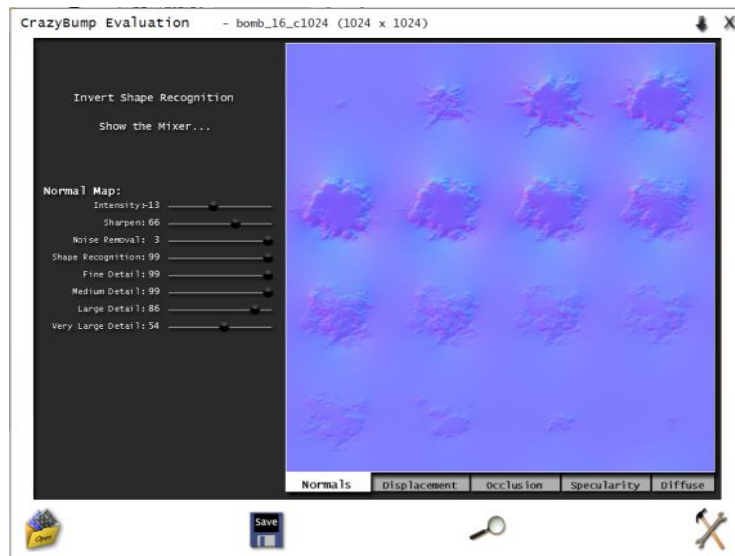 CrazyBump Evaluation - bomb_16_c1024 (1024 x 1024) X
Invert Shape Recognition
Show the Mixer...
Normal Map:
Intensity:-13
Sharpen: 66
Noise Removal: 3
Shape Recognition: 99
Fine Detail: 99
Medium Detail: 99
Large Detail: 86
Very Large Detail: 54
Normals Displacement Occlusion Specularity Diffuse
Open Save